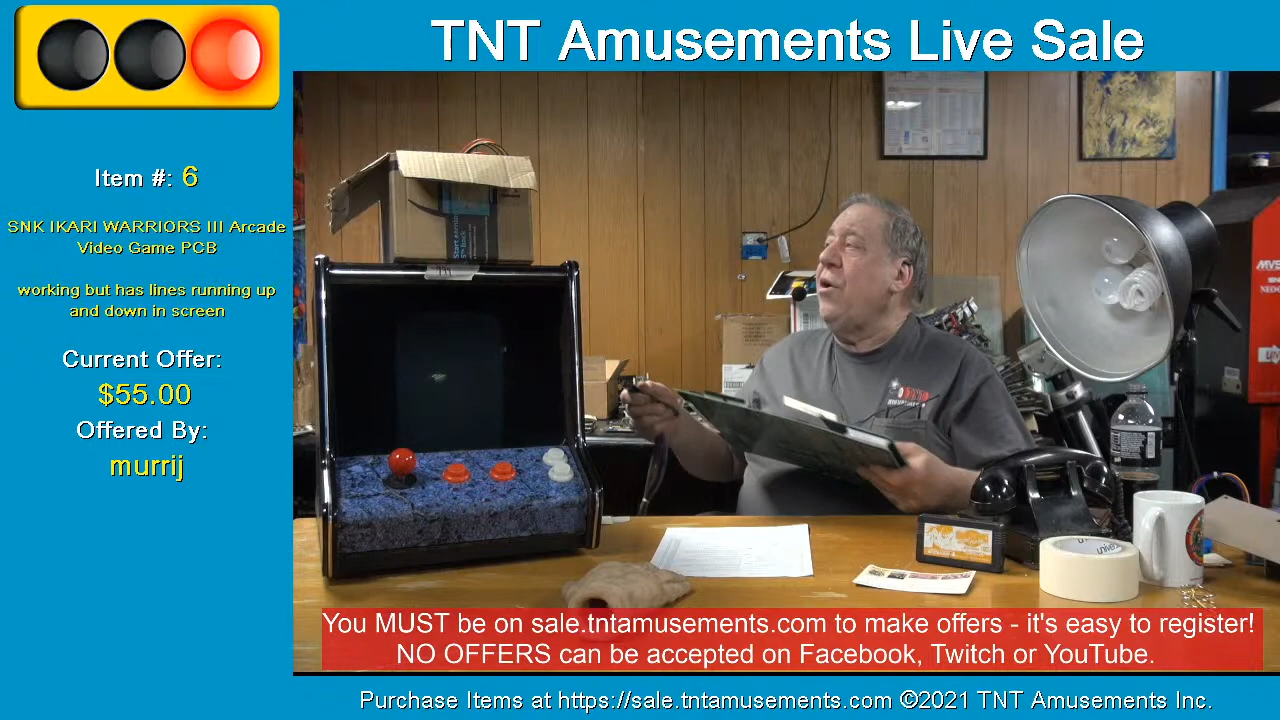 TNT Amusements Live Sale
Item #: 6
SNK IKARI WARRIORS III Arcade
Video Game PCB
working but has lines running up
and down in screen
Current Offer:
$55.00
Offered By:
murrij
You MUST be on sale.tntamusements.com to make offers - it's easy to register!
NO OFFERS can be accepted on Facebook, Twitch or YouTube.
Purchase Items at https://sale.tntamusements.com ©2021 TNT Amusements Inc.